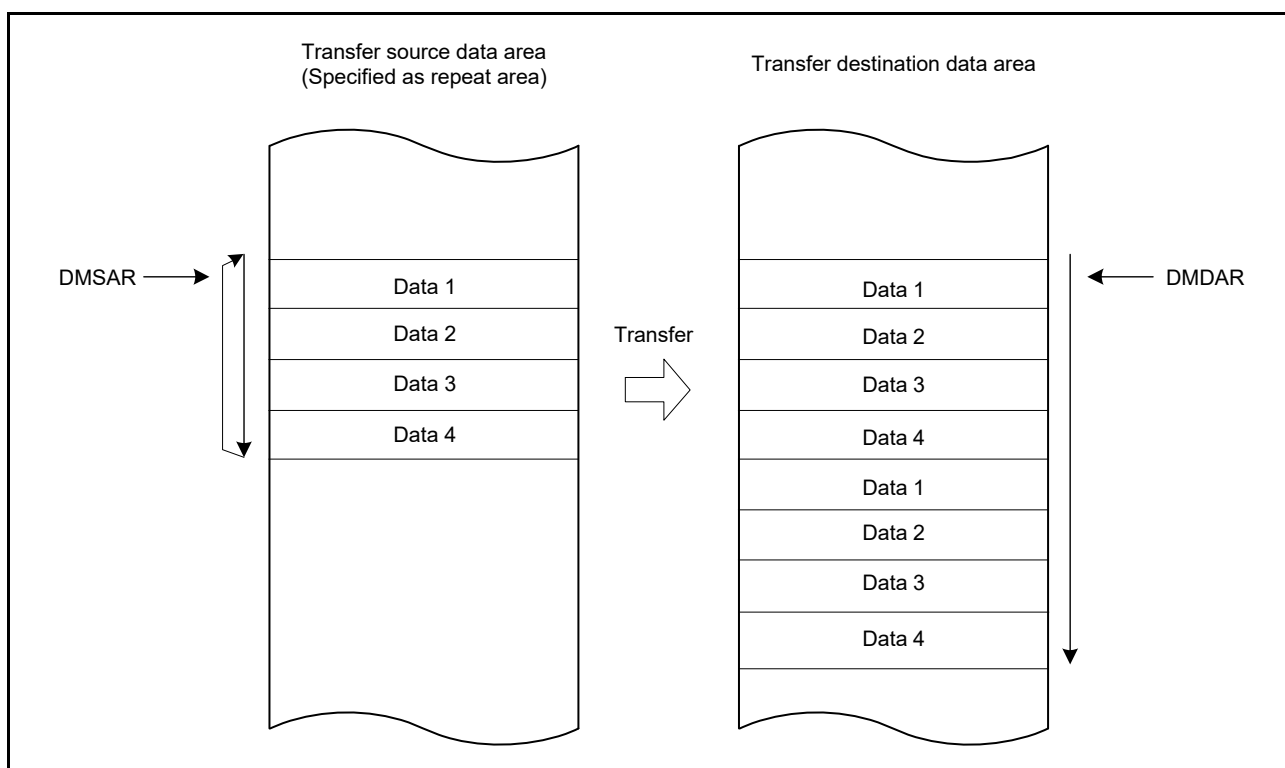 Transfer source data area
(Specified as repeat area)
Transfer destination data area
DMSAR
Data 1
Data 2
Data 3
Data 4
Transfer
Data 1
Data 2
Data 3
Data 4
Data 1
Data 2
Data 3
Data 4
DMDAR